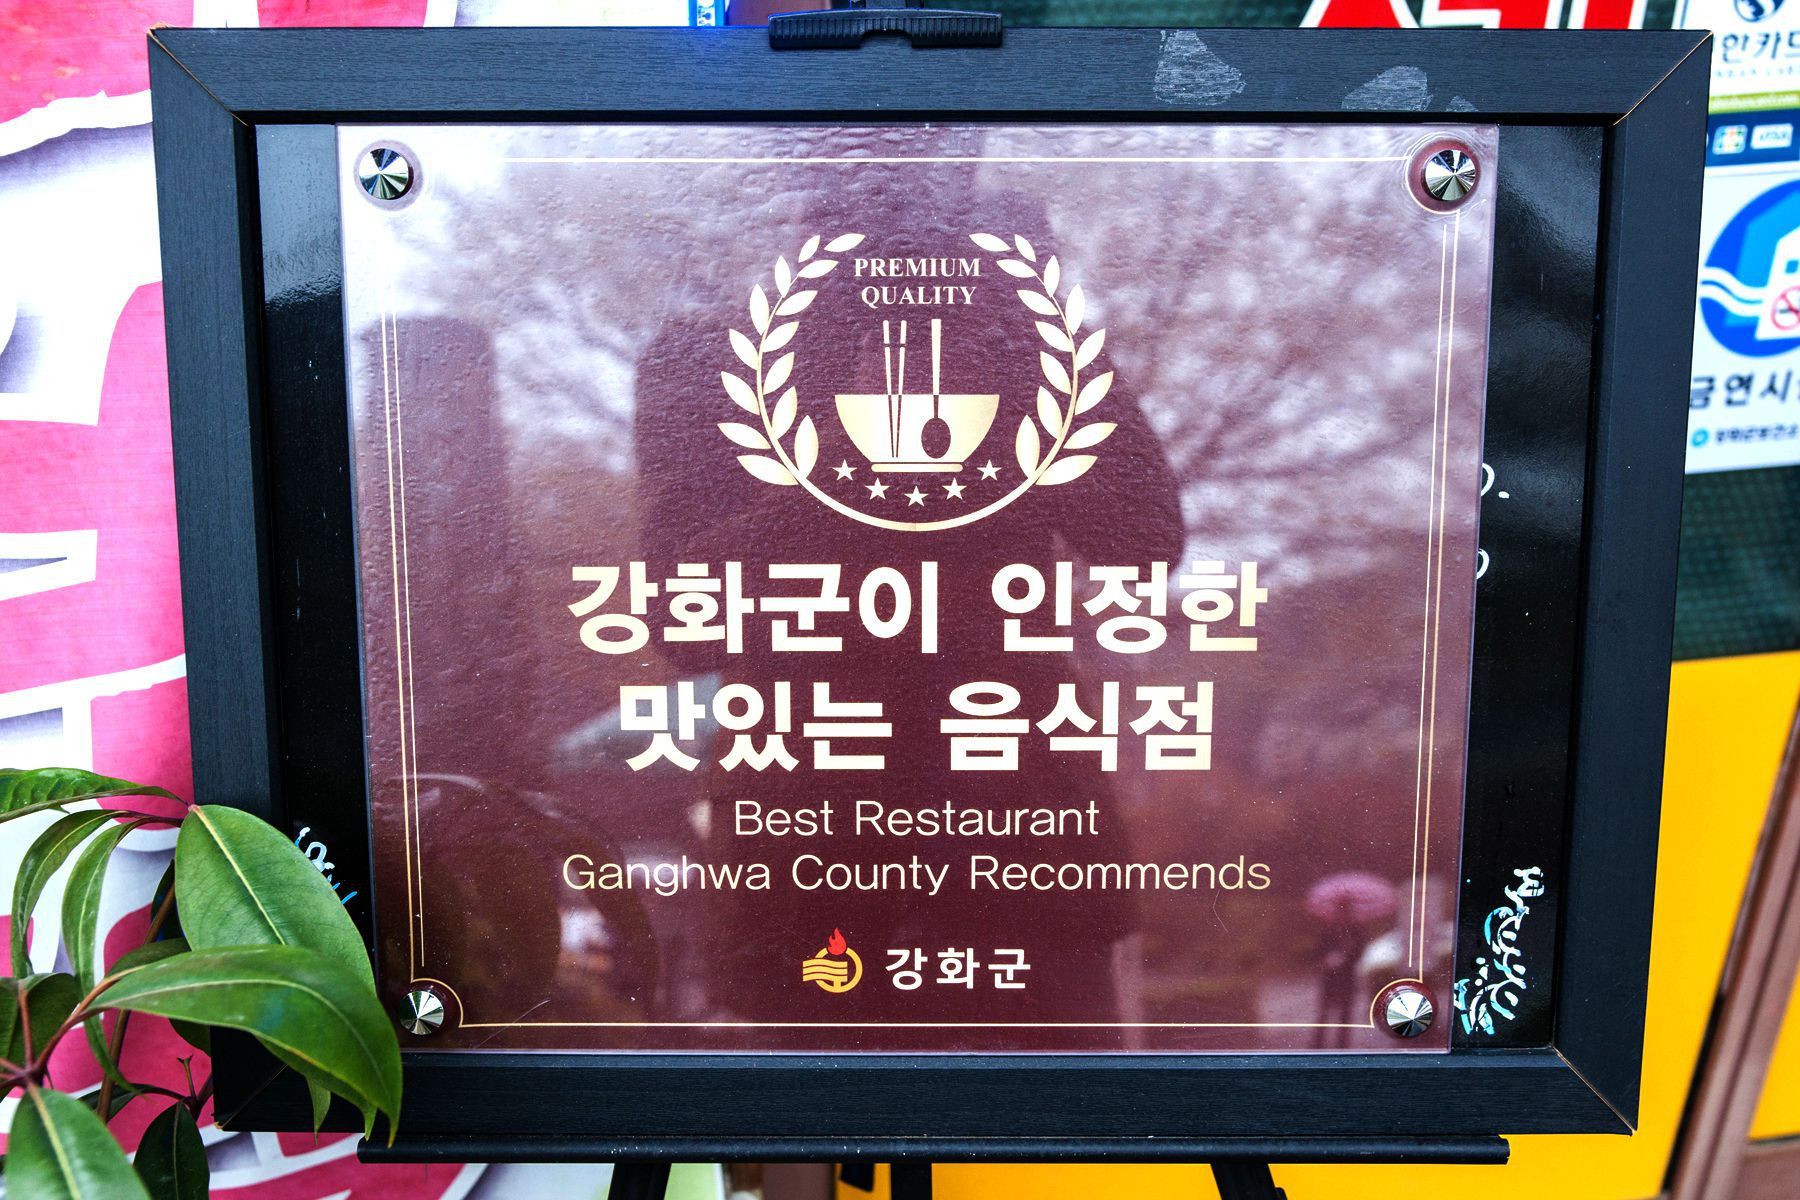 PREMIUM
QUALITY
강화군이 인정한
맛있는 음식점
Best Restaurant
Ganghwa County Recommends
강화군